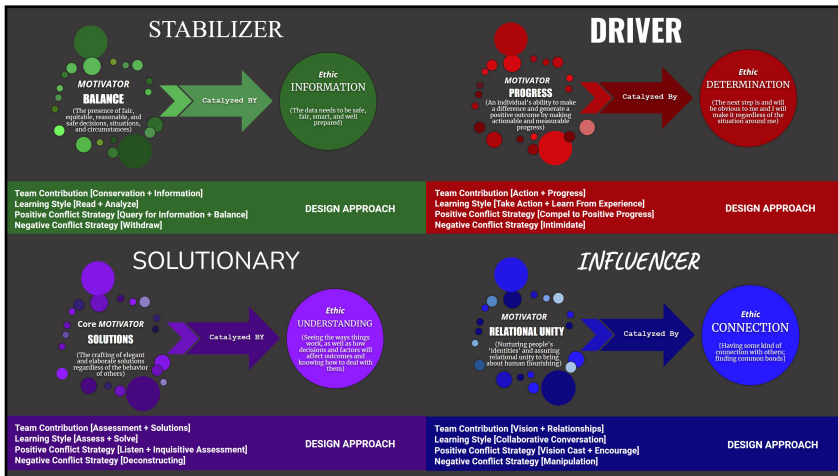 STABILIZER
MOTIVATOR
BALANCE
(The presence of fair,
equitable, reasonable, and
safe decisions, situations,
and circumstances)
Catalyzed BY
Ethic
INFORMATION
(The data needs to be safe,
fair, smart, and well
prepared)
Team Contribution [Conservation + Information]
Learning Style [Read + Analyze]
Positive Conflict Strategy [Query for Information + Balance]
Negative Conflict Strategy [Withdraw]
DESIGN APPROACH
DRIVER
MOTIVATOR
PROGRESS
(An individual's ability to make
a difference and generate a
positive outcome by making
actionable and measurable
progress)
Catalyzed BY
Ethic
DETERMINATION
(The next step is and will
be obvious to me and I will
make it regardless of the
situation around me)
Team Contribution [Action + Progress]
Learning Style [Take Action + Learn From Experience]
Positive Conflict Strategy [Compel to Positive Progress]
Negative Conflict Strategy [Intimidate]
DESIGN APPROACH
SOLUTIONARY
Core MOTIVATOR
SOLUTIONS
(The crafting of elegant
and elaborate solutions
regardless of the behavior
of others)
Catalyzed BY
Ethic
UNDERSTANDING
(Seeing the ways things
work, as well as how
decisions and factors will
affect outcomes and
knowing how to deal with
them)
Team Contribution [Assessment + Solutions]
Learning Style [Assess + Solve]
Positive Conflict Strategy [Listen + Inquisitive Assessment]
Negative Conflict Strategy [Deconstructing]
DESIGN APPROACH
INFLUENCER
MOTIVATOR
RELATIONAL UNITY
(Nurturing people's
'identities' and assuring
relational unity to bring
about human flourishing)
Catalyzed By
Ethic
CONNECTION
[Having some kind of
connection with others;
finding common bonds]
Team Contribution [Vision + Relationships]
Learning Style [Collaborative Conversation]
Positive Conflict Strategy [Vision Cast + Encourage]
Negative Conflict Strategy [Manipulation]
DESIGN APPROACH